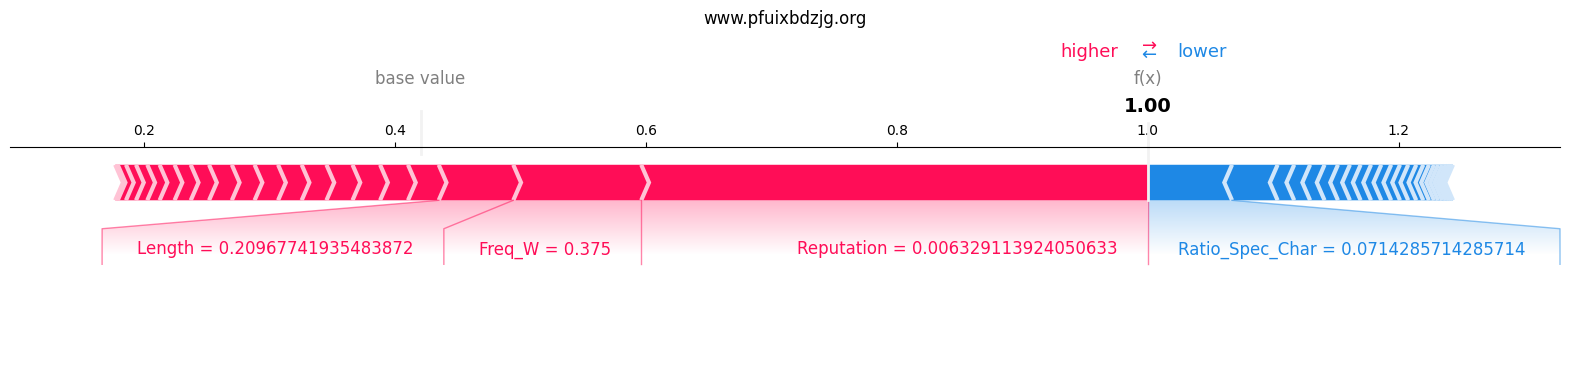 www.pfuixbdzjg.org
higher ⇄ lower
base value
f(x)
1.00
0.2 0.4 0.6 0.8 1.0 1.2
Length = 0.20967741935483872 Freq_W = 0.375 Reputation = 0.006329113924050633 Ratio_Spec_Char = 0.0714285714285714